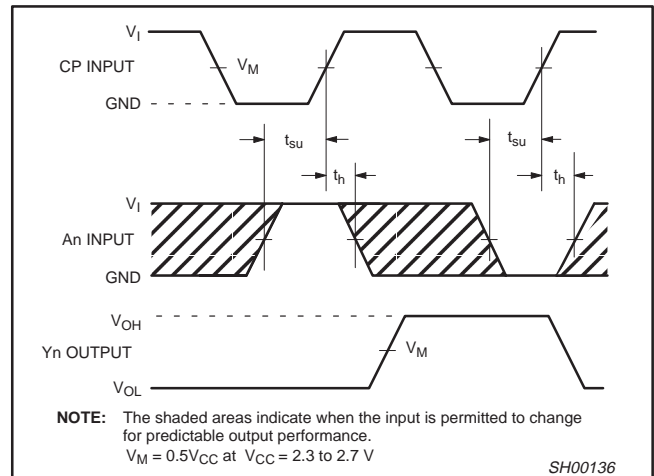 V_I
CP INPUT
V_M
GND
t_su
t_su
t_h
t_h
V_I
An INPUT
GND
V_OH
Yn OUTPUT
V_M
V_OL
NOTE: The shaded areas indicate when the input is permitted to change
for predictable output performance.
V_M = 0.5V_CC at V_CC = 2.3 to 2.7 V
SH00136